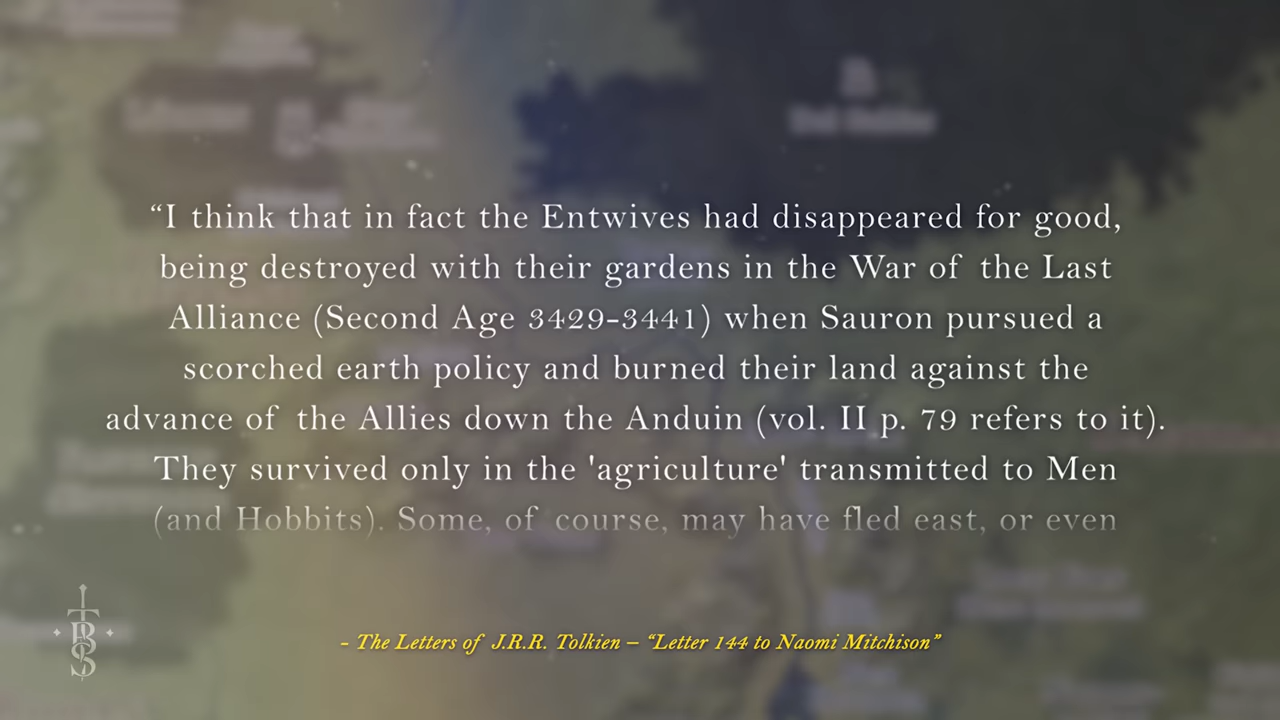 “I think that in fact the Entwives had disappeared for good,
being destroyed with their gardens in the War of the Last
Alliance (Second Age 3429-3441) when Sauron pursued a
scorched earth policy and burned their land against the
advance of the Allies down the Anduin (vol. II p. 79 refers to it).
They survived only in the 'agriculture' transmitted to Men
(and Hobbits). Some, of course, may have fled east, or even
- The Letters of J.R.R. Tolkien – “Letter 144 to Naomi Mitchison”